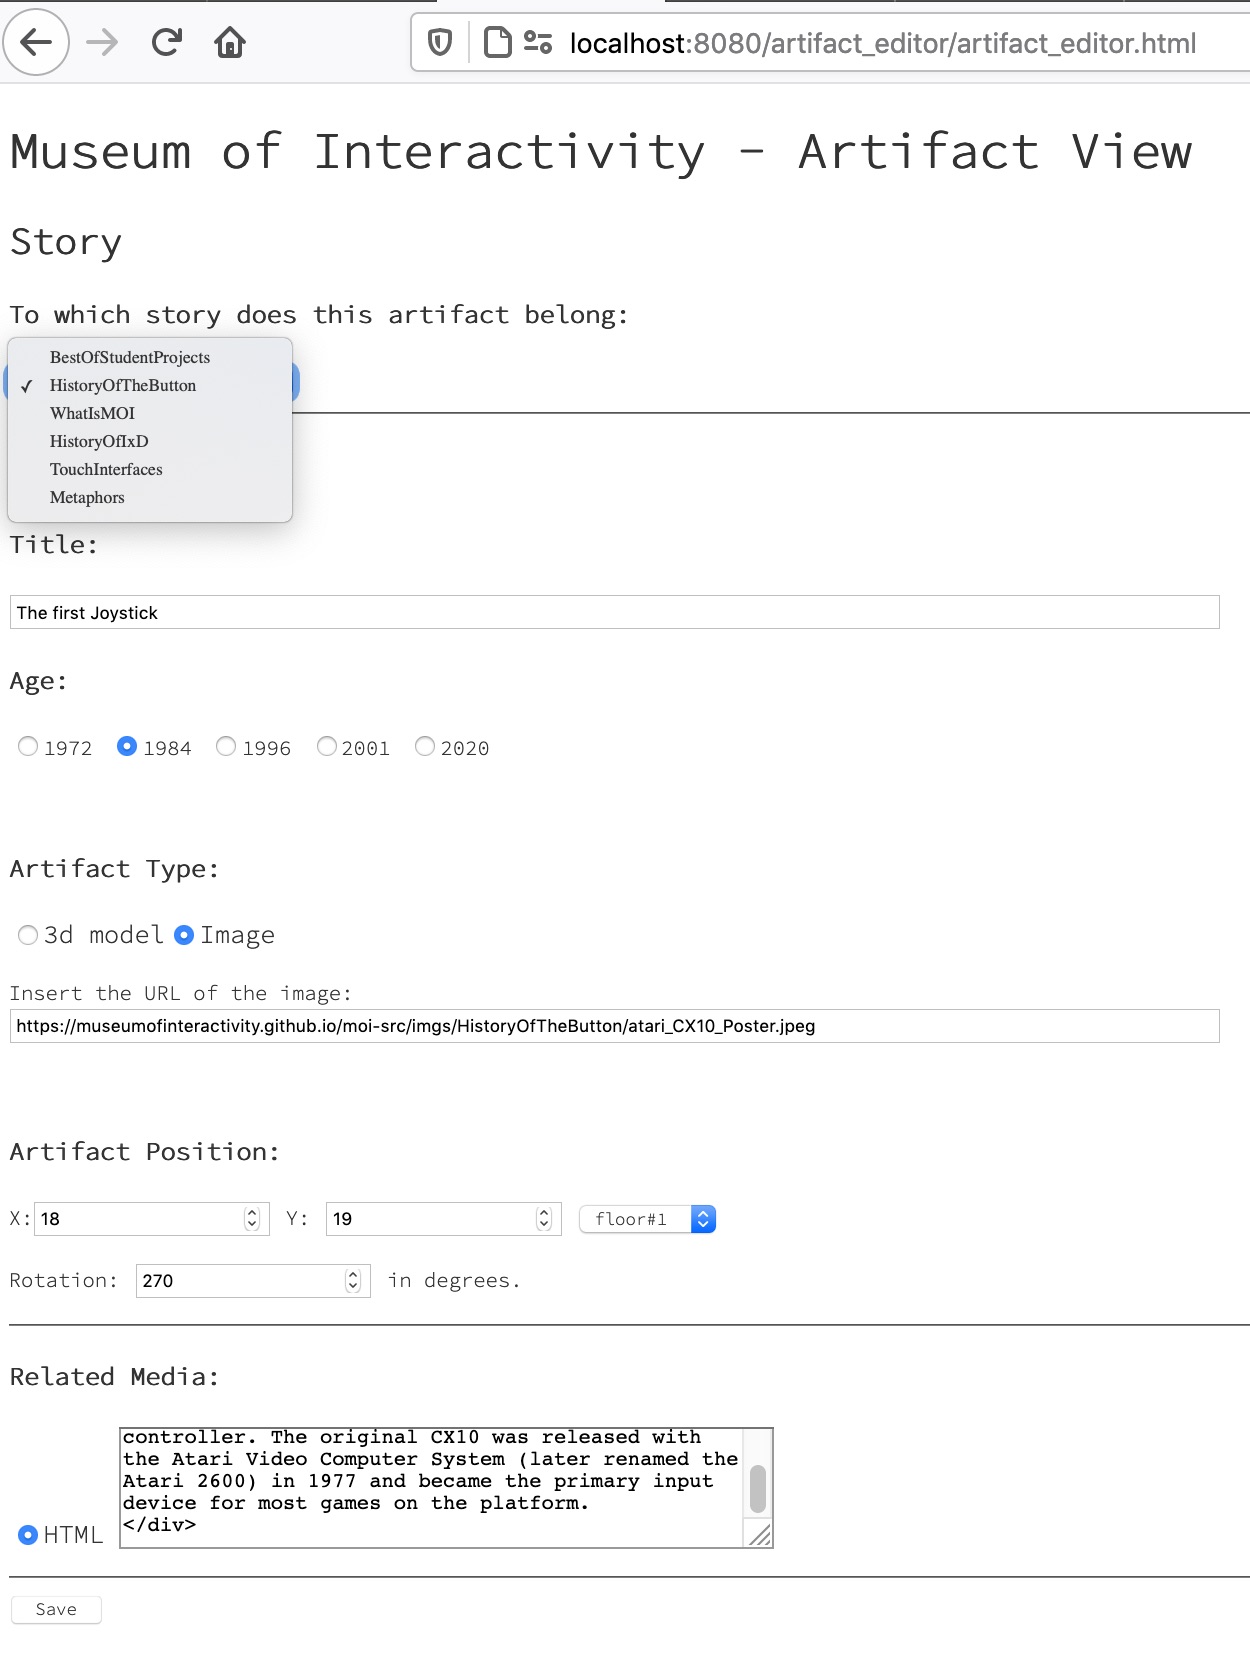 localhost:8080/artifact_editor/artifact_editor.html
Museum of Interactivity - Artifact View
Story
To which story does this artifact belong:
BestOfStudentProjects
✓ HistoryOfTheButton
WhatIsMOI
HistoryOfIxD
TouchInterfaces
Metaphors
Title:
The first Joystick
Age:
1972 1984 1996 2001 2020
Artifact Type:
3d model Image
Insert the URL of the image:
https://museumofinteractivity.github.io/moi-src/imgs/HistoryOfTheButton/atari_CX10_Poster.jpeg
Artifact Position:
X: 18 Y: 19 floor#1
Rotation: 270 in degrees.
Related Media:
controller. The original CX10 was released with
the Atari Video Computer System (later renamed the
Atari 2600) in 1977 and became the primary input
device for most games on the platform.
</div>
HTML
Save